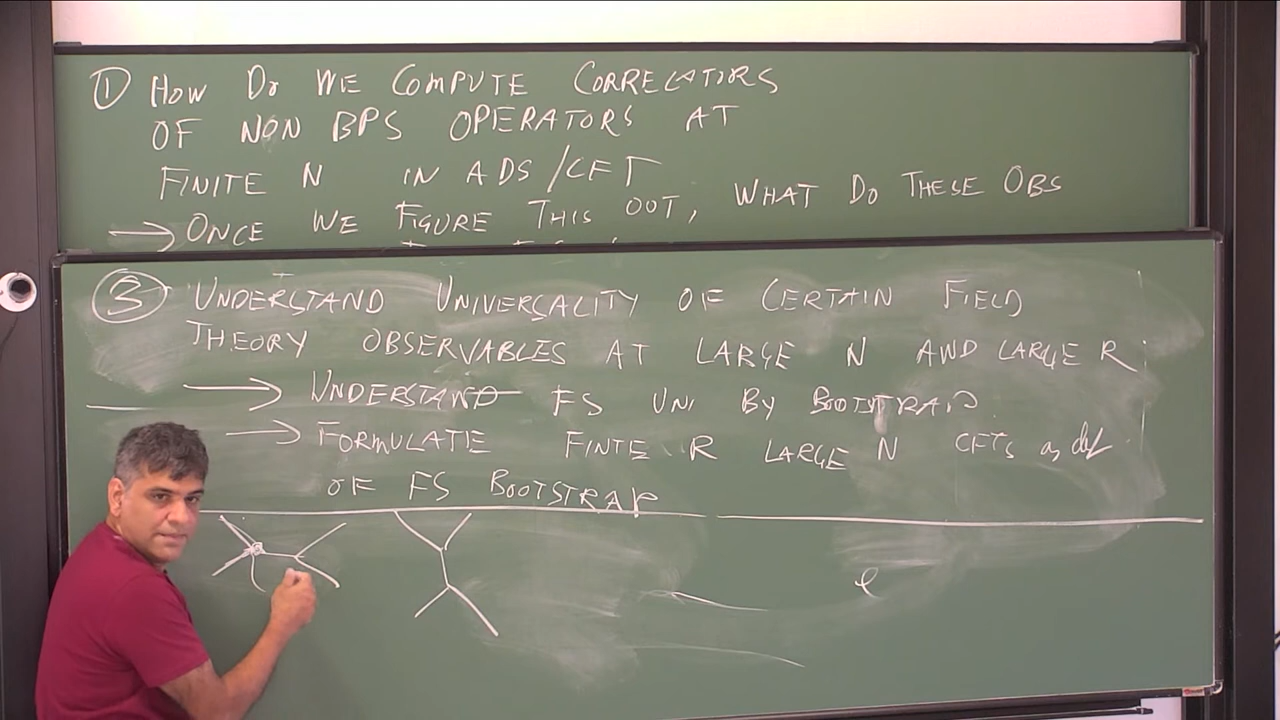 ① HOW DO WE COMPUTE CORRELATORS
OF NON BPS OPERATORS AT
FINITE N IN ADS/CFT
→ ONCE WE FIGURE THIS OUT, WHAT DO THESE OBS
③ UNDERSTAND UNIVERSALITY OF CERTAIN FIELD
THEORY OBSERVABLES AT LARGE N AND LARGE R
→ UNDERSTAND FS UNI BY BOOTSTRAP.
→ FORMULATE FINTE R LARGE N CFTS as def
OF FS BOOTSTRAP